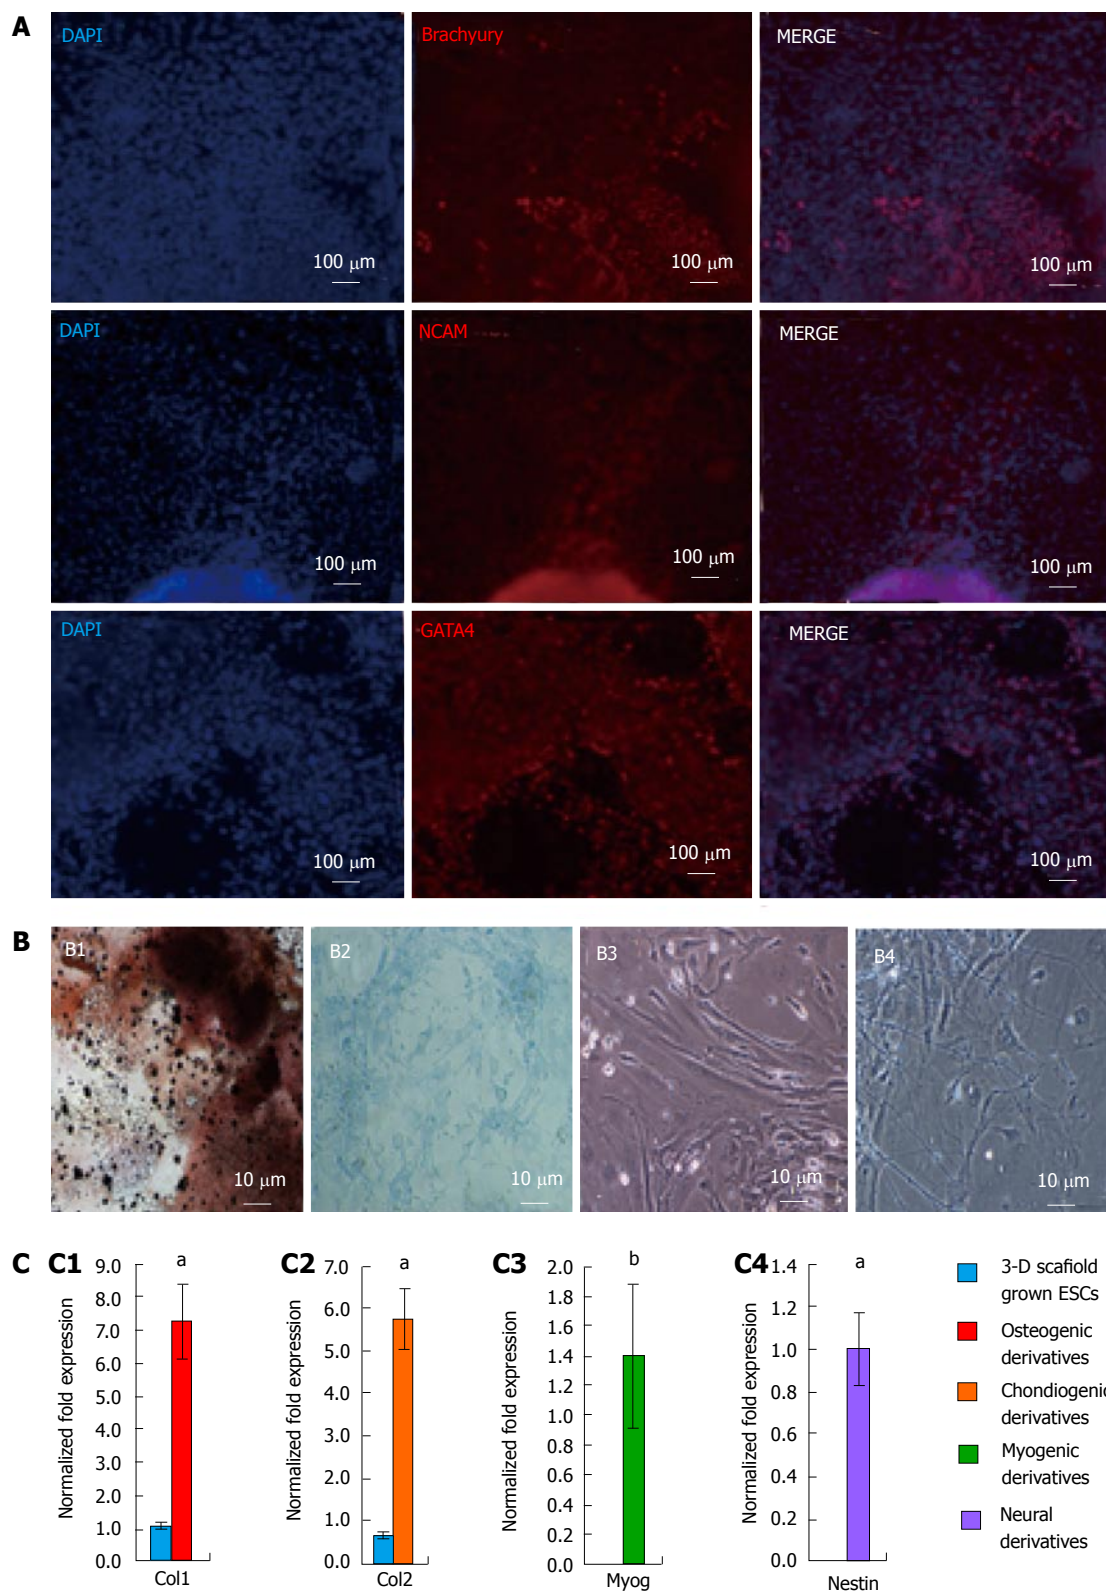 A
DAPI
Brachyury
MERGE
100 μm
100 μm
100 μm
DAPI
NCAM
MERGE
100 μm
100 μm
100 μm
DAPI
GATA4
MERGE
100 μm
100 μm
100 μm
B
B1
B2
B3
B4
10 μm
10 μm
10 μm
10 μm
C
C1
9.0
8.0
7.0
6.0
5.0
4.0
3.0
2.0
1.0
0.0
Normalized fold expression
a
Col1
C2
7.0
6.0
5.0
4.0
3.0
2.0
1.0
0.0
Normalized fold expression
a
Col2
C3
2.0
1.8
1.6
1.4
1.2
1.0
0.8
0.6
0.4
0.2
0.0
Normalized fold expression
b
Myog
C4
1.4
1.2
1.0
0.8
0.6
0.4
0.2
0.0
Normalized fold expression
a
Nestin
3-D scafiold
grown ESCs
Osteogenic
derivatives
Chondiogenic
derivatives
Myogenic
derivatives
Neural
derivatives